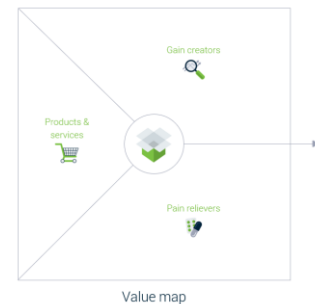 Gain creators
Products &
services
Pain relievers
Value map